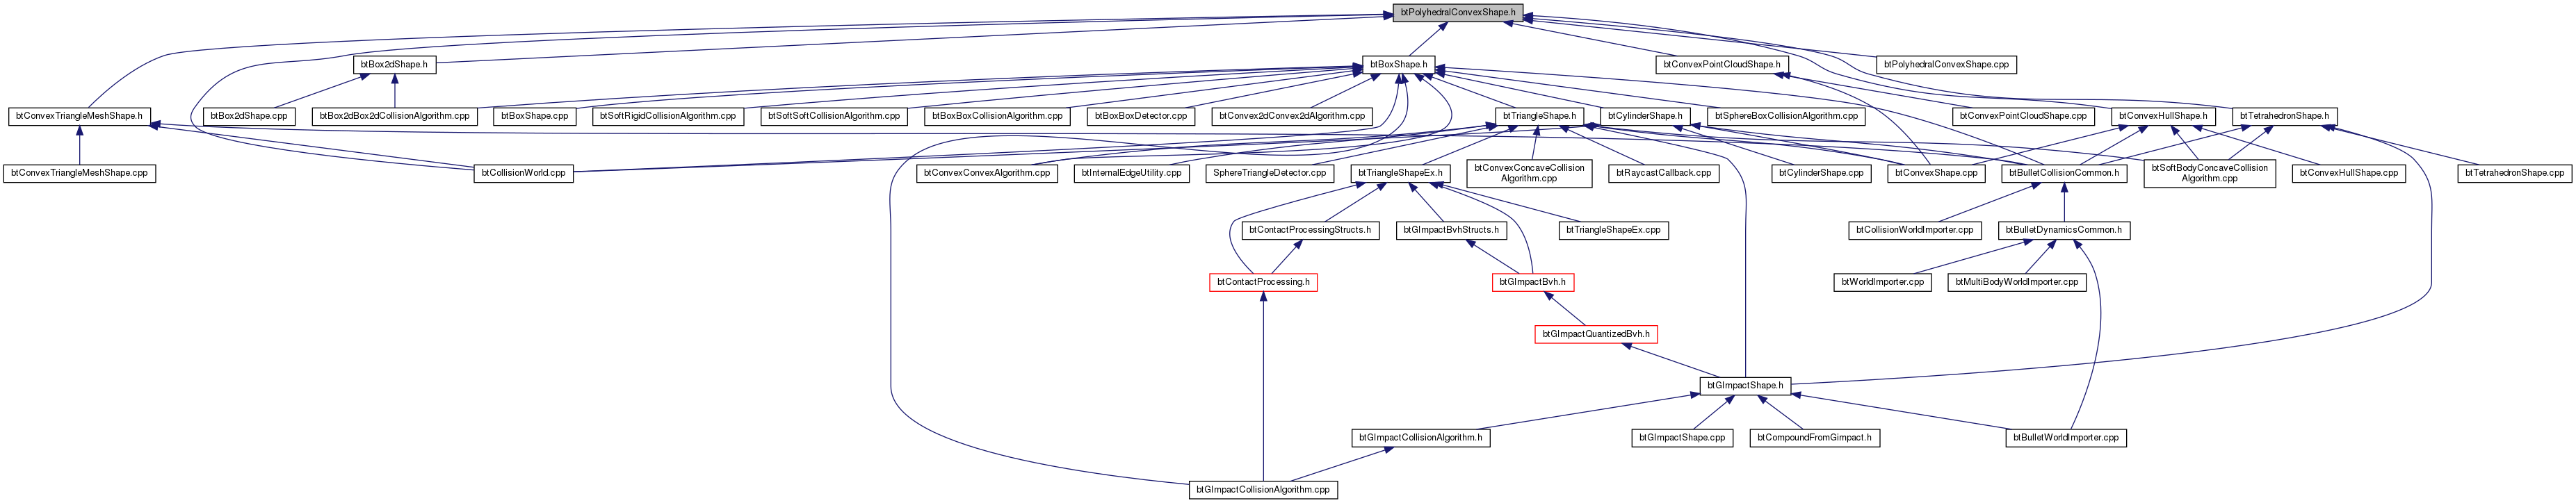 btPolyhedralConvexShape.h
btBox2dShape.h
btBoxShape.h
btConvexPointCloudShape.h
btPolyhedralConvexShape.cpp
btConvexTriangleMeshShape.h
btBox2dShape.cpp
btBox2dBox2dCollisionAlgorithm.cpp
btBoxShape.cpp
btSoftRigidCollisionAlgorithm.cpp
btSoftSoftCollisionAlgorithm.cpp
btBoxBoxCollisionAlgorithm.cpp
btBoxBoxDetector.cpp
btConvex2dConvex2dAlgorithm.cpp
btTriangleShape.h
btCylinderShape.h
btSphereBoxCollisionAlgorithm.cpp
btConvexPointCloudShape.cpp
btConvexHullShape.h
btTetrahedronShape.h
btConvexTriangleMeshShape.cpp
btCollisionWorld.cpp
btConvexConvexAlgorithm.cpp
btInternalEdgeUtility.cpp
SphereTriangleDetector.cpp
btTriangleShapeEx.h
btConvexConcaveCollision
Algorithm.cpp
btRaycastCallback.cpp
btCylinderShape.cpp
btConvexShape.cpp
btBulletCollisionCommon.h
btSoftBodyConcaveCollision
Algorithm.cpp
btConvexHullShape.cpp
btTetrahedronShape.cpp
btContactProcessingStructs.h
btGImpactBvhStructs.h
btTriangleShapeEx.cpp
btCollisionWorldImporter.cpp
btBulletDynamicsCommon.h
btContactProcessing.h
btGImpactBvh.h
btWorldImporter.cpp
btMultiBodyWorldImporter.cpp
btGImpactQuantizedBvh.h
btGImpactShape.h
btGImpactCollisionAlgorithm.h
btGImpactShape.cpp
btCompoundFromGimpact.h
btBulletWorldImporter.cpp
btGImpactCollisionAlgorithm.cpp